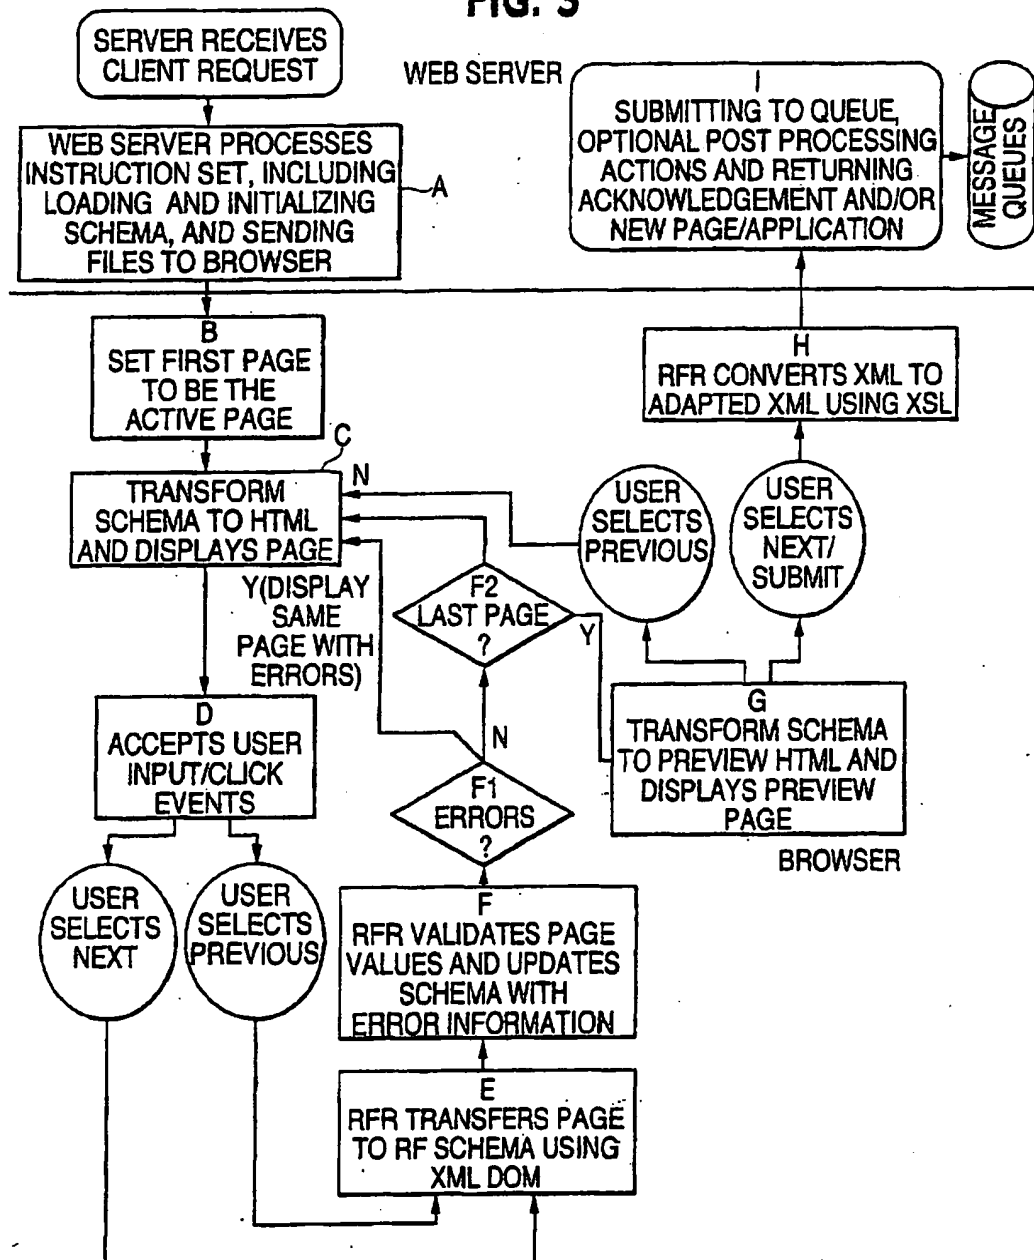 FIG. 3
SERVER RECEIVES
CLIENT REQUEST
WEB SERVER PROCESSES
INSTRUCTION SET, INCLUDING
LOADING AND INITIALIZING
SCHEMA, AND SENDING
FILES TO BROWSER
A
WEB SERVER
I
SUBMITTING TO QUEUE,
OPTIONAL POST PROCESSING
ACTIONS AND RETURNING
ACKNOWLEDGEMENT AND/OR
NEW PAGE/APPLICATION
MESSAGE
QUEUES
B
SET FIRST PAGE
TO BE THE
ACTIVE PAGE
H
RFR CONVERTS XML TO
ADAPTED XML USING XSL
C
TRANSFORM
SCHEMA TO HTML
AND DISPLAYS PAGE
N
USER
SELECTS
PREVIOUS
USER
SELECTS
NEXT/
SUBMIT
Y(DISPLAY
SAME
PAGE WITH
ERRORS)
F2
LAST PAGE
?
Y
G
TRANSFORM SCHEMA
TO PREVIEW HTML AND
DISPLAYS PREVIEW
PAGE
BROWSER
D
ACCEPTS USER
INPUT/CLICK
EVENTS
N
F1
ERRORS
?
USER
SELECTS
NEXT
USER
SELECTS
PREVIOUS
F
RFR VALIDATES PAGE
VALUES AND UPDATES
SCHEMA WITH
ERROR INFORMATION
E
RFR TRANSFERS PAGE
TO RF SCHEMA USING
XML DOM